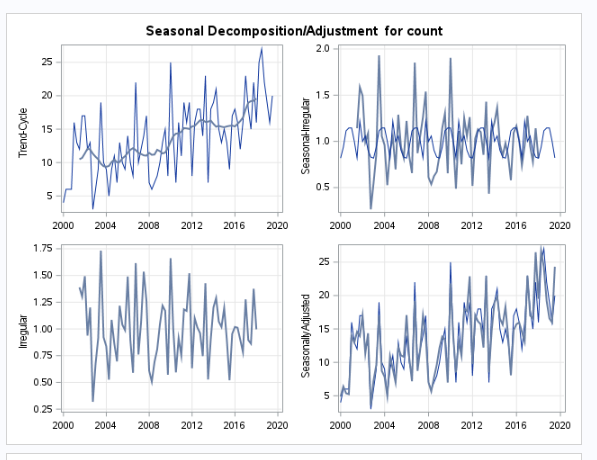 Seasonal Decomposition/Adjustment for count
Trend-Cycle
25
20
15
10
5
2000 2004 2008 2012 2016 2020
Seasonal-Irregular
2.0
1.5
1.0
0.5
2000 2004 2008 2012 2016 2020
Irregular
1.75
1.50
1.25
1.00
0.75
0.50
0.25
2000 2004 2008 2012 2016 2020
Seasonally Adjusted
25
20
15
10
5
2000 2004 2008 2012 2016 2020